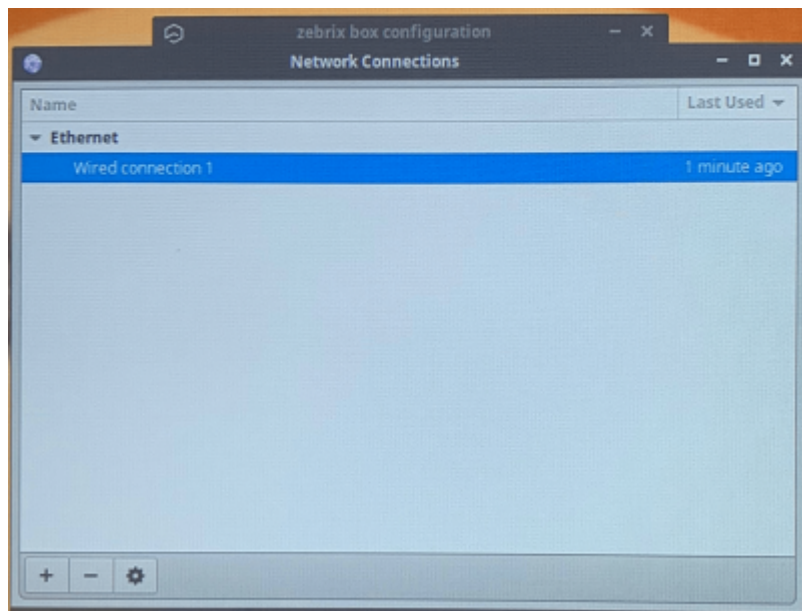 zebrix box configuration
Network Connections
Name Last Used
Ethernet
Wired connection 1 1 minute ago